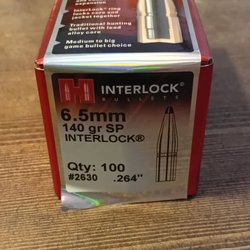 expansion
InterLock® ring
locks core and
jacket together
Traditional hunting
bullet with lead
alloy core
Medium to big
game bullet choice
H INTERLOCK®
BULLETS
6.5mm
140 gr SP
INTERLOCK®
Qty: 100
#2630 .264"